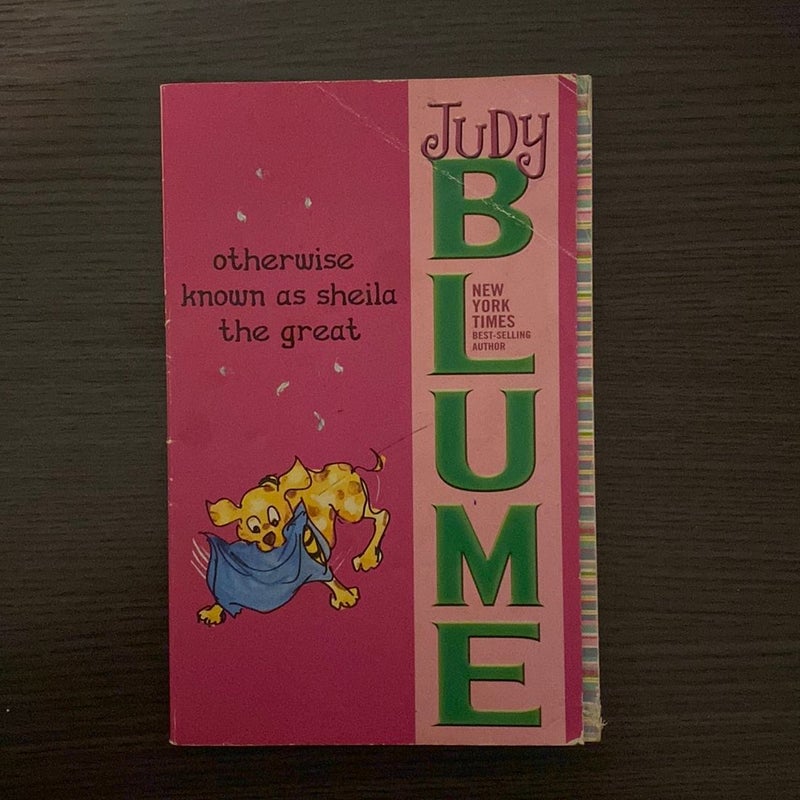 otherwise
known as sheila
the great
JUDY
BLUME
NEW
YORK
TIMES
BEST-SELLING
AUTHOR